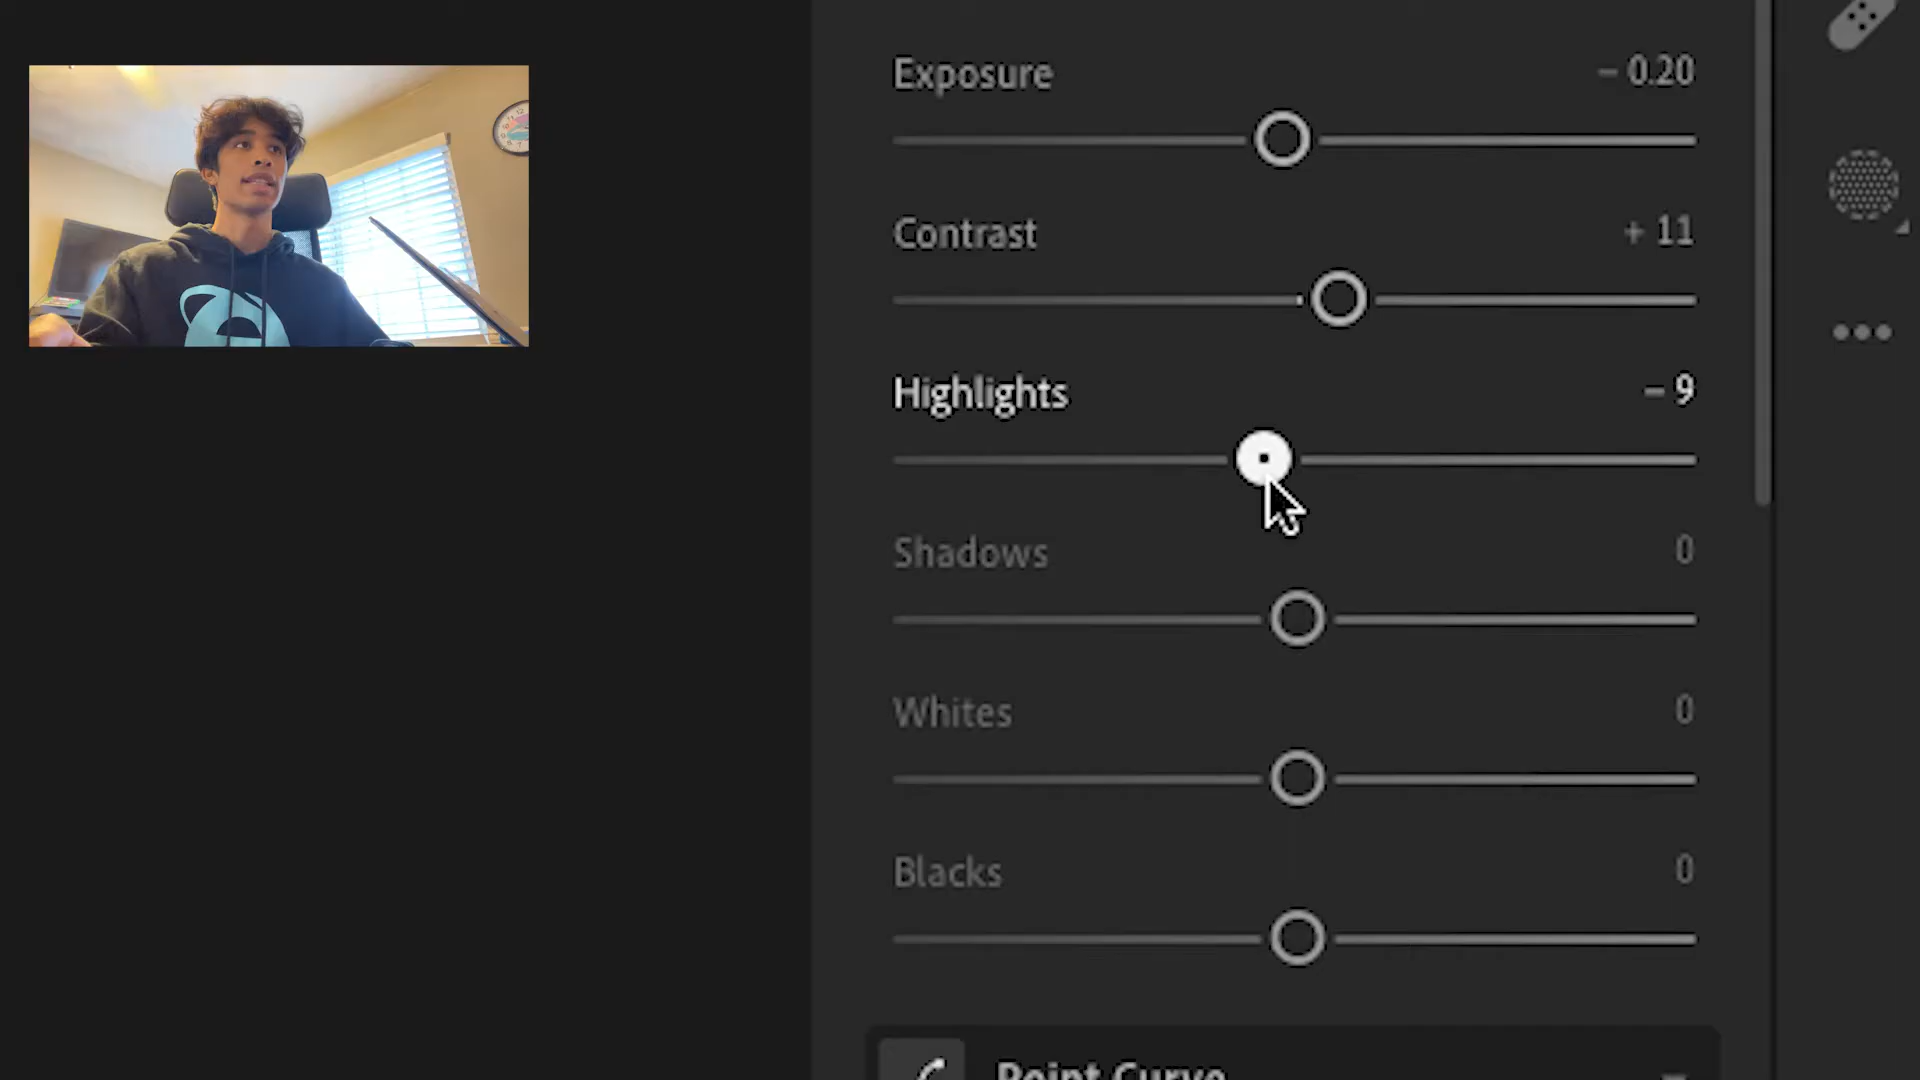 Exposure – 0.20
Contrast + 11
Highlights – 9
Shadows 0
Whites 0
Blacks 0
Point Curve